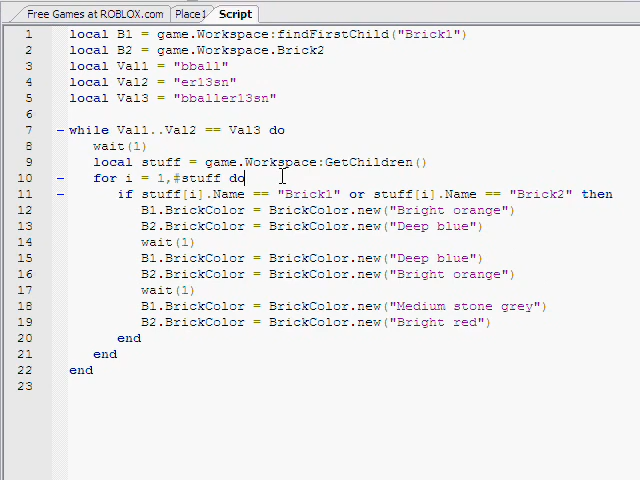 Free Games at ROBLOX.com Place1 Script
1 local B1 = game.Workspace:findFirstChild("Brick1")
2 local B2 = game.Workspace.Brick2
3 local Val1 = "bball"
4 local Val2 = "er13sn"
5 local Val3 = "bballer13sn"
6
7 while Val1..Val2 == Val3 do
8 wait(1)
9 local stuff = game.Workspace:GetChildren()
10 for i = 1,#stuff do
11 if stuff[i].Name == "Brick1" or stuff[i].Name == "Brick2" then
12 B1.BrickColor = BrickColor.new("Bright orange")
13 B2.BrickColor = BrickColor.new("Deep blue")
14 wait(1)
15 B1.BrickColor = BrickColor.new("Deep blue")
16 B2.BrickColor = BrickColor.new("Bright orange")
17 wait(1)
18 B1.BrickColor = BrickColor.new("Medium stone grey")
19 B2.BrickColor = BrickColor.new("Bright red")
20 end
21 end
22 end
23